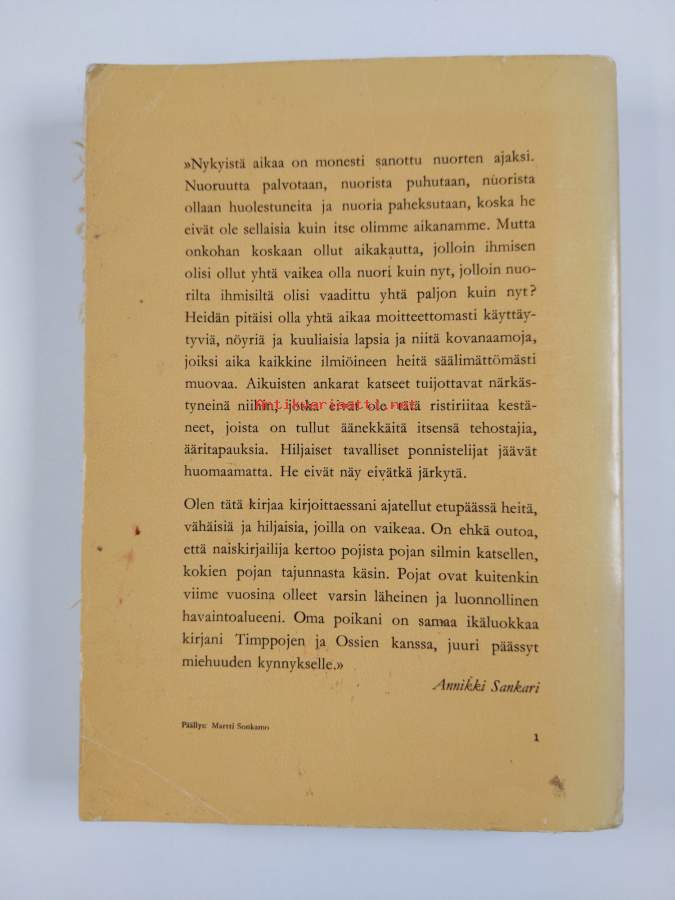 »Nykyistä aikaa on monesti sanottu nuorten ajaksi.
Nuoruutta palvotaan, nuorista puhutaan, nuorista
ollaan huolestuneita ja nuoria paheksutaan, koska he
eivät ole sellaisia kuin itse olimme aikanamme. Mutta
onkohan koskaan ollut aikakautta, jolloin ihmisen
olisi ollut yhtä vaikea olla nuori kuin nyt, jolloin nuo-
rilta ihmisiltä olisi vaadittu yhtä paljon kuin nyt?
Heidän pitäisi olla yhtä aikaa moitteettomasti käyttäy-
tyviä, nöyriä ja kuuliaisia lapsia ja niitä kovanaamoja,
joiksi aika kaikkine ilmiöineen heitä säälimättömästi
muovaa. Aikuisten ankarat katseet tuijottavat närkäs-
tyneinä niihin, jotka eivät ole tätä ristiriitaa kestä-
Antikvarinetti.net
neet, joista on tullut äänekkäitä itsensä tehostajia,
ääritapauksia. Hiljaiset tavalliset ponnistelijat jäävät
huomaamatta. He eivät näy eivätkä järkytä.
Olen tätä kirjaa kirjoittaessani ajatellut etupäässä heitä,
vähäisiä ja hiljaisia, joilla on vaikeaa. On ehkä outoa,
että naiskirjailija kertoo pojista pojan silmin katsellen,
kokien pojan tajunnasta käsin. Pojat ovat kuitenkin
viime vuosina olleet varsin läheinen ja luonnollinen
havaintoalueeni. Oma poikani on samaa ikäluokkaa
kirjani Timppojen ja Ossien kanssa, juuri päässyt
miehuuden kynnykselle.»
Annikki Sankari
Päällys: Martti Sonkamo
1